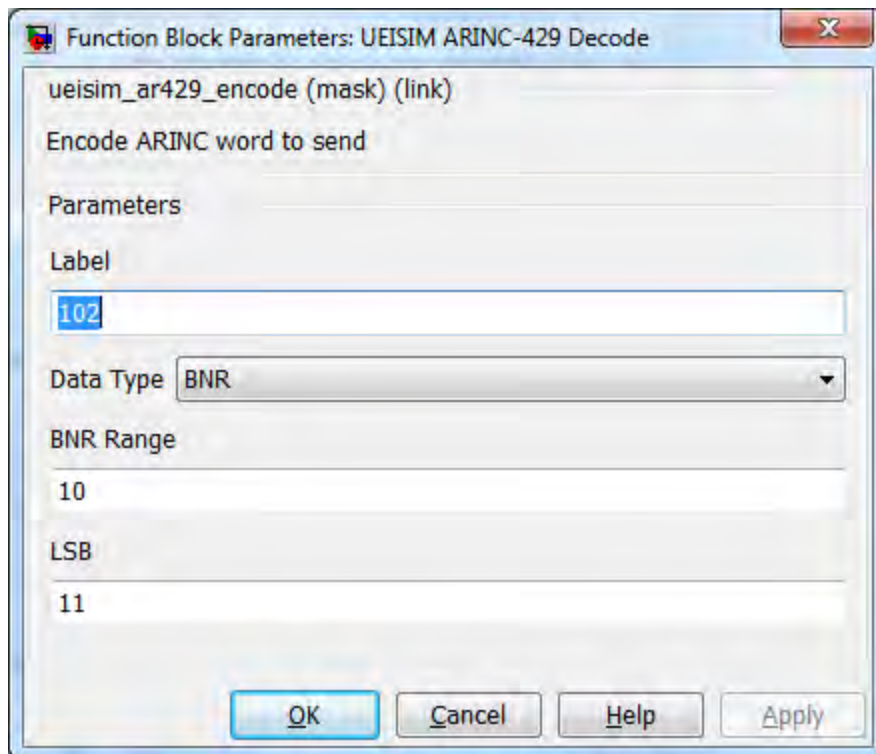 Function Block Parameters: UEISIM ARINC-429 Decode
ueisim_ar429_encode (mask) (link)
Encode ARINC word to send
Parameters
Label
102
Data Type BNR
BNR Range
10
LSB
11
OK Cancel Help Apply